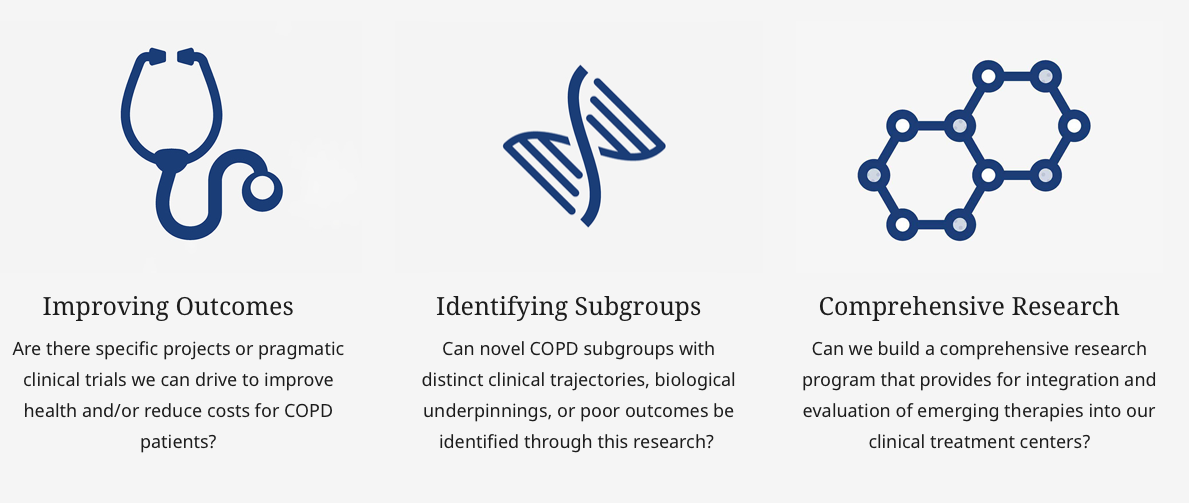 Improving Outcomes
Are there specific projects or pragmatic
clinical trials we can drive to improve
health and/or reduce costs for COPD
patients?
Identifying Subgroups
Can novel COPD subgroups with
distinct clinical trajectories, biological
underpinnings, or poor outcomes be
identified through this research?
Comprehensive Research
Can we build a comprehensive research
program that provides for integration and
evaluation of emerging therapies into our
clinical treatment centers?